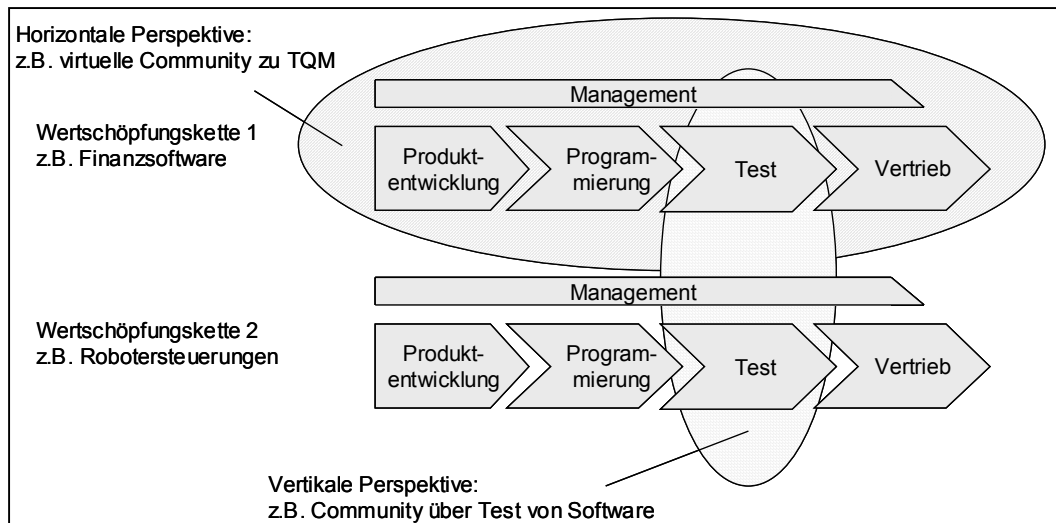 Horizontale Perspektive:
z.B. virtuelle Community zu TQM
Management
Wertschöpfungskette 1
z.B. Finanzsoftware
Produkt-
entwicklung
Program-
mierung
Test
Vertrieb
Management
Wertschöpfungskette 2
z.B. Robotersteuerungen
Produkt-
entwicklung
Program-
mierung
Test
Vertrieb
Vertikale Perspektive:
z.B. Community über Test von Software